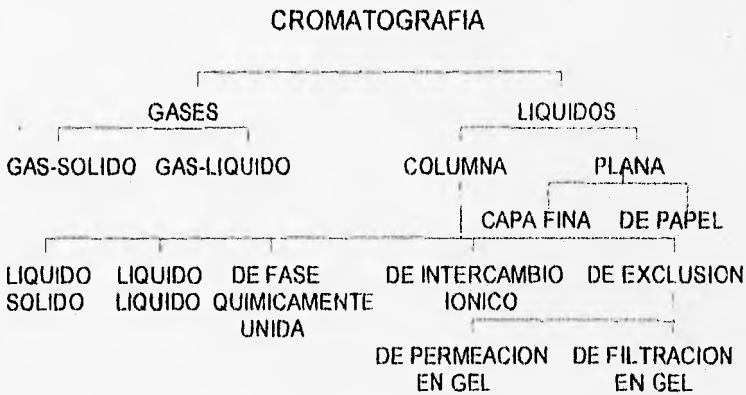 CROMATOGRAFIA
GASES LIQUIDOS
GAS-SOLIDO GAS-LIQUIDO COLUMNA PLANA
CAPA FINA DE PAPEL
LIQUIDO LIQUIDO DE FASE DE INTERCAMBIO DE EXCLUSION
SOLIDO LIQUIDO QUIMICAMENTE IONICO
UNIDA
DE PERMEACION DE FILTRACION
EN GEL EN GEL